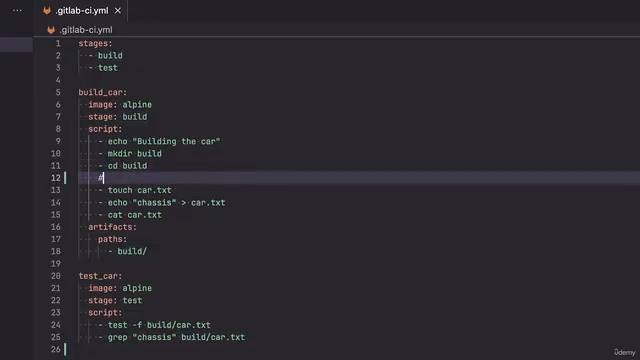 ... .gitlab-ci.yml ×
.gitlab-ci.yml
1 stages:
2 - build
3 - test
4
5 build_car:
6 image: alpine
7 stage: build
8 script:
9 - echo "Building the car"
10 - mkdir build
11 - cd build
12 #
13 - touch car.txt
14 - echo "chassis" > car.txt
15 - cat car.txt
16 artifacts:
17 paths:
18 - build/
19
20 test_car:
21 image: alpine
22 stage: test
23 script:
24 - test -f build/car.txt
25 - grep "chassis" build/car.txt
26
ûdemy